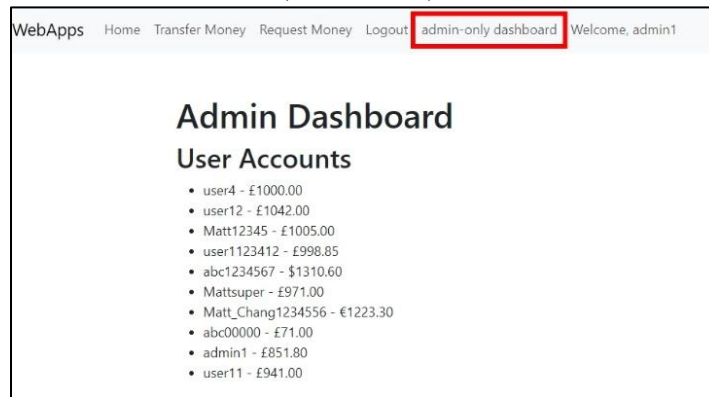 WebApps Home Transfer Money Request Money Logout admin-only dashboard Welcome, admin1
Admin Dashboard
User Accounts
• user4 - £1000.00
• user12 - £1042.00
• Matt12345 - £1005.00
• user1123412 - £998.85
• abc1234567 - $1310.60
• Mattsuper - £971.00
• Matt_Chang1234556 - €1223.30
• abc00000 - £71.00
• admin1 - £851.80
• user11 - £941.00